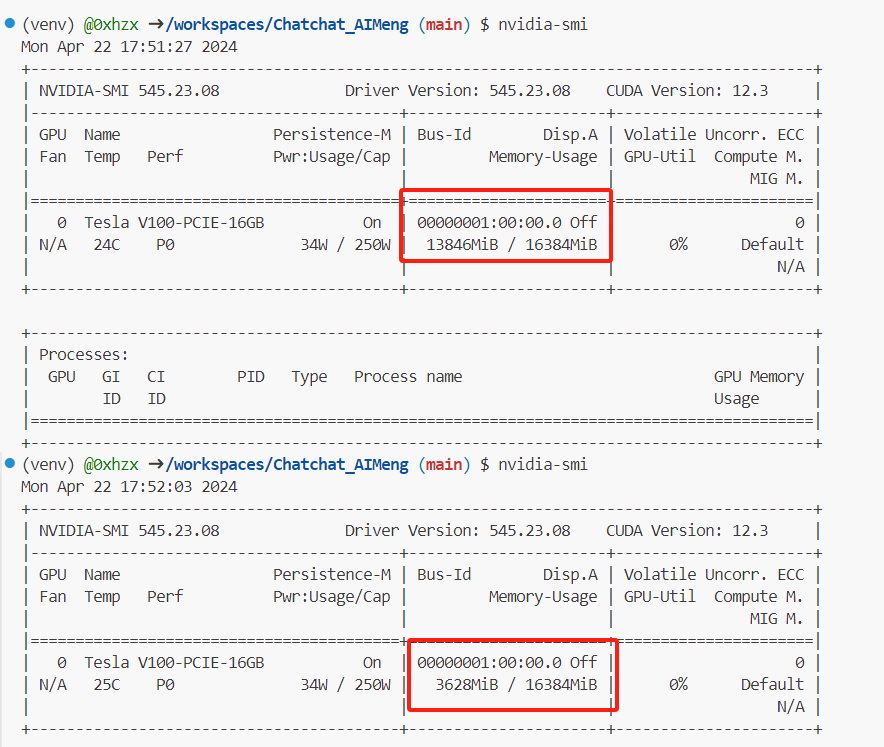 (venv) @0xhzx ➜/workspaces/Chatchat_AIMeng (main) $ nvidia-smi
Mon Apr 22 17:51:27 2024
+---------------------------------------------------------------------------------------+
| NVIDIA-SMI 545.23.08              Driver Version: 545.23.08    CUDA Version: 12.3     |
|-----------------------------------------+----------------------+----------------------+
| GPU  Name                 Persistence-M | Bus-Id        Disp.A | Volatile Uncorr. ECC |
| Fan  Temp   Perf          Pwr:Usage/Cap |         Memory-Usage | GPU-Util  Compute M. |
|                                         |                      |               MIG M. |
|=========================================+======================+======================|
|   0  Tesla V100-PCIE-16GB           On  | 00000001:00:00.0 Off |                    0 |
| N/A   24C    P0              34W / 250W |  13846MiB / 16384MiB |      0%      Default |
|                                         |                      |                  N/A |
+-----------------------------------------+----------------------+----------------------+
+---------------------------------------------------------------------------------------+
| Processes:                                                                            |
|  GPU   GI   CI        PID   Type   Process name                            GPU Memory |
|        ID   ID                                                             Usage      |
|=======================================================================================|
+---------------------------------------------------------------------------------------+
(venv) @0xhzx ➜/workspaces/Chatchat_AIMeng (main) $ nvidia-smi
Mon Apr 22 17:52:03 2024
+---------------------------------------------------------------------------------------+
| NVIDIA-SMI 545.23.08              Driver Version: 545.23.08    CUDA Version: 12.3     |
|-----------------------------------------+----------------------+----------------------+
| GPU  Name                 Persistence-M | Bus-Id        Disp.A | Volatile Uncorr. ECC |
| Fan  Temp   Perf          Pwr:Usage/Cap |         Memory-Usage | GPU-Util  Compute M. |
|                                         |                      |               MIG M. |
|=========================================+======================+======================|
|   0  Tesla V100-PCIE-16GB           On  | 00000001:00:00.0 Off |                    0 |
| N/A   25C    P0              34W / 250W |   3628MiB / 16384MiB |      0%      Default |
|                                         |                      |                  N/A |
+-----------------------------------------+----------------------+----------------------+